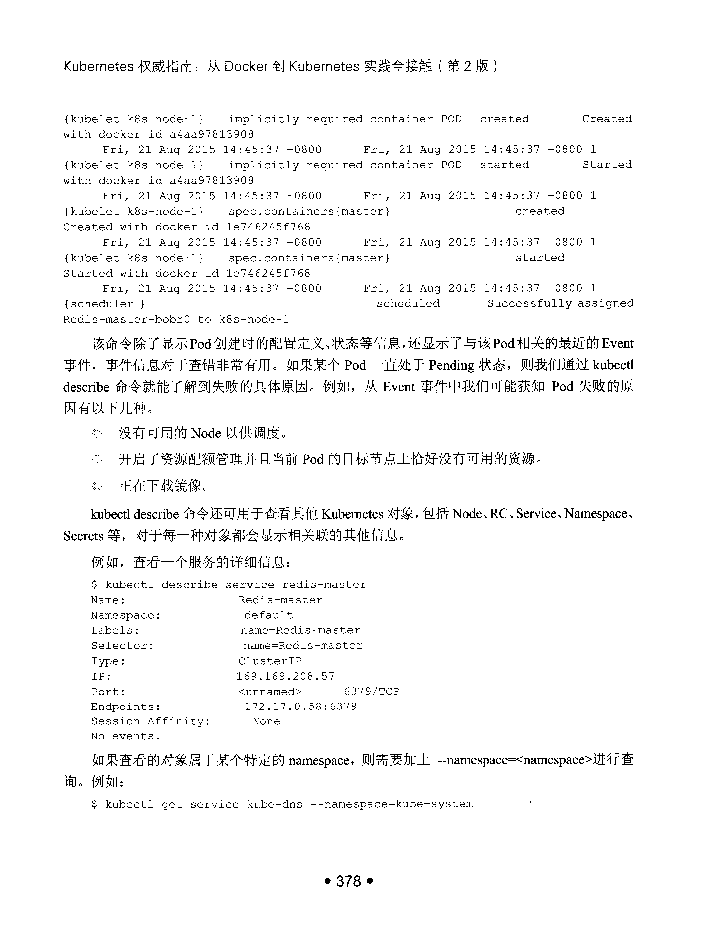 Kubernetes 权威指南：从 Docker 到 Kubernetes 实践全接触（第 2 版）
{kubelet k8s-node-1} implicitly required container POD created Created
with docker id a4aa97813908
Fri, 21 Aug 2015 14:45:37 +0800 Fri, 21 Aug 2015 14:45:37 +0800 1
{kubelet k8s-node-1} implicitly required container POD started Started
with docker id a4aa97813908
Fri, 21 Aug 2015 14:45:37 +0800 Fri, 21 Aug 2015 14:45:37 +0800 1
{kubelet k8s-node-1} spec.containers{master} created
Created with docker id 1e746245f768
Fri, 21 Aug 2015 14:45:37 +0800 Fri, 21 Aug 2015 14:45:37 +0800 1
{kubelet k8s-node-1} spec.containers{master} started
Started with docker id 1e746245f768
Fri, 21 Aug 2015 14:45:37 +0800 Fri, 21 Aug 2015 14:45:37 +0800 1
{scheduler } scheduled Successfully assigned
Redis-master-bobr0 to k8s-node-1
该命令除了显示Pod创建时的配置定义、状态等信息，还显示了与该Pod相关的最近的Event
事件，事件信息对于查错非常有用。如果某个 Pod 一直处于 Pending 状态，则我们通过 kubectl
describe 命令就能了解到失败的具体原因。例如，从 Event 事件中我们可能获知 Pod 失败的原
因有以下几种。
没有可用的 Node 以供调度。
开启了资源配额管理并且当前 Pod 的目标节点上恰好没有可用的资源。
正在下载镜像。
kubectl describe 命令还可用于查看其他 Kubernetes 对象，包括 Node、RC、Service、Namespace、
Secrets 等，对于每一种对象都会显示相关联的其他信息。
例如，查看一个服务的详细信息：
$ kubectl describe service redis-master
Name: Redis-master
Namespace: default
Labels: name=Redis-master
Selector: name=Redis-master
Type: ClusterIP
IP: 169.169.208.57
Port: <unnamed> 6379/TCP
Endpoints: 172.17.0.58:6379
Session Affinity: None
No events.
如果查看的对象属于某个特定的 namespace，则需要加上 --namespace=<namespace>进行查
询。例如：
$ kubectl get service kube-dns --namespace=kube-system
• 378 •